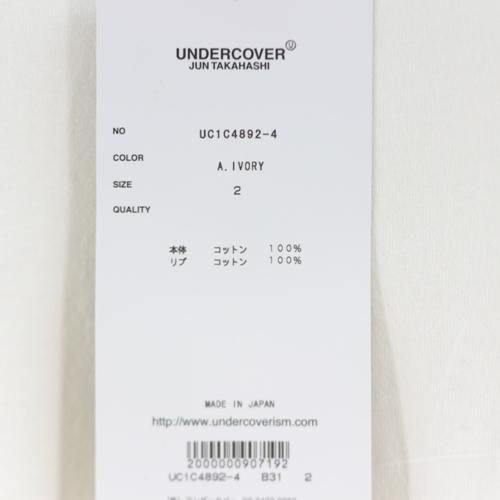 UNDERCOVER Ⓤ
JUN TAKAHASHI
NO UC1C4892-4
COLOR A.IVORY
SIZE 2
QUALITY
本体 コットン 100%
リブ コットン 100%
MADE IN JAPAN
http://www.undercoverism.com
2000000907192
UC1C4892-4 B31 2